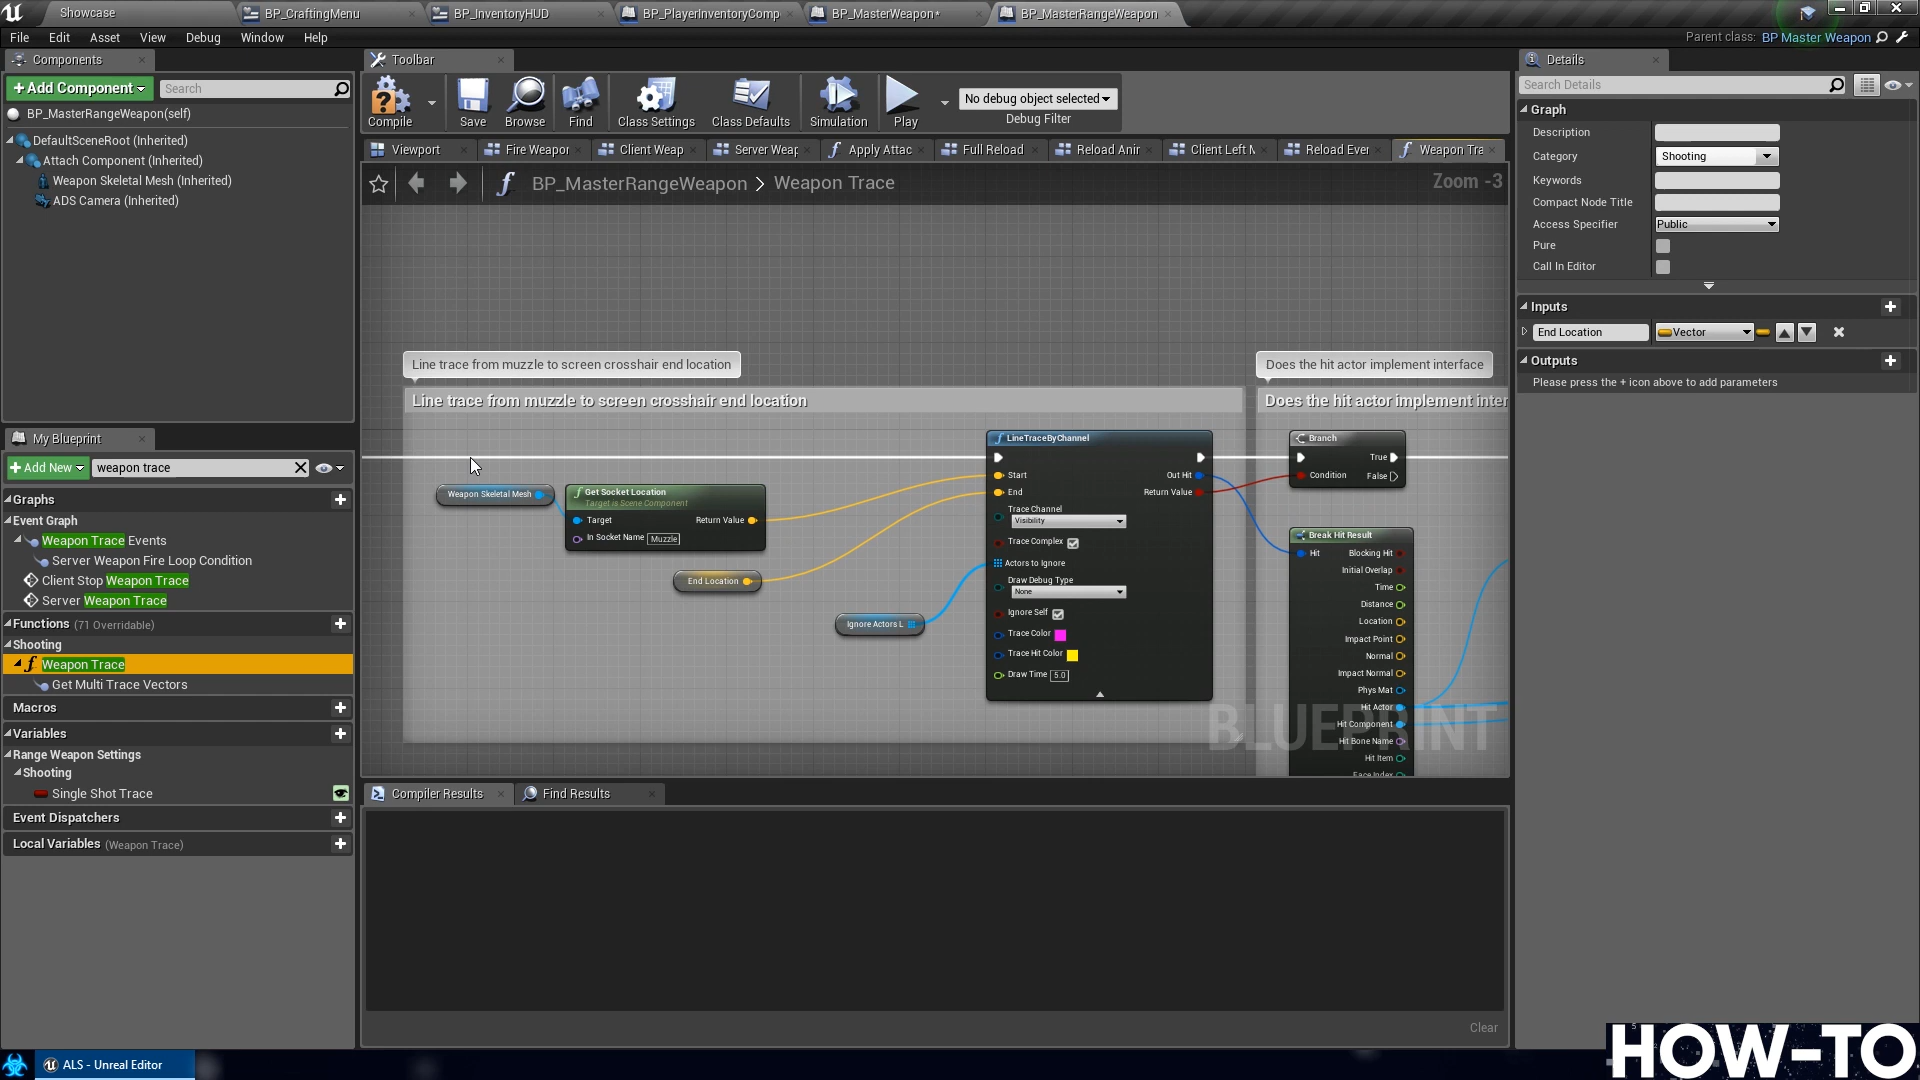 Showcase
BP_CraftingMenu
BP_InventoryHUD
BP_PlayerInventoryComp
BP_MasterWeapon*
BP_MasterRangeWeapon
File Edit Asset View Debug Window Help
Parent class: BP Master Weapon
Components
Toolbar
Details
+Add Component
Search
BP_MasterRangeWeapon(self)
DefaultSceneRoot (Inherited)
Attach Component (Inherited)
Weapon Skeletal Mesh (Inherited)
ADS Camera (Inherited)
Compile
Save
Browse
Find
Class Settings
Class Defaults
Simulation
Play
No debug object selected
Debug Filter
Viewport
Fire Weapor
Client Weap
Server Weap
Apply Attac
Full Reload
Reload Anir
Client Left M
Reload Ever
Weapon Tra
BP_MasterRangeWeapon > Weapon Trace
Zoom -3
Line trace from muzzle to screen crosshair end location
Line trace from muzzle to screen crosshair end location
Does the hit actor implement interface
Does the hit actor implement inter
Weapon Skeletal Mesh
Get Socket Location
Target is Scene Component
Target
Return Value
In Socket Name Muzzle
End Location
Ignore Actors L
LineTraceByChannel
Start
Out Hit
End
Return Value
Trace Channel
Visibility
Trace Complex
Actors to Ignore
Draw Debug Type
None
Ignore Self
Trace Color
Trace Hit Color
Draw Time 5.0
Branch
True
Condition
False
Break Hit Result
Hit
Blocking Hit
Initial Overlap
Time
Distance
Location
Impact Point
Normal
Impact Normal
Phys Mat
Hit Actor
Hit Component
Hit Bone Name
Hit Item
Face Index
BLUEPRINT
My Blueprint
+Add New
weapon trace
Graphs
Event Graph
Weapon Trace Events
Server Weapon Fire Loop Condition
Client Stop Weapon Trace
Server Weapon Trace
Functions (71 Overridable)
Shooting
Weapon Trace
Get Multi Trace Vectors
Macros
Variables
Range Weapon Settings
Shooting
Single Shot Trace
Event Dispatchers
Local Variables (Weapon Trace)
Compiler Results
Find Results
Clear
Search Details
Graph
Description
Category Shooting
Keywords
Compact Node Title
Access Specifier Public
Pure
Call In Editor
Inputs
End Location Vector
Outputs
Please press the + icon above to add parameters
ALS - Unreal Editor
HOW-TO